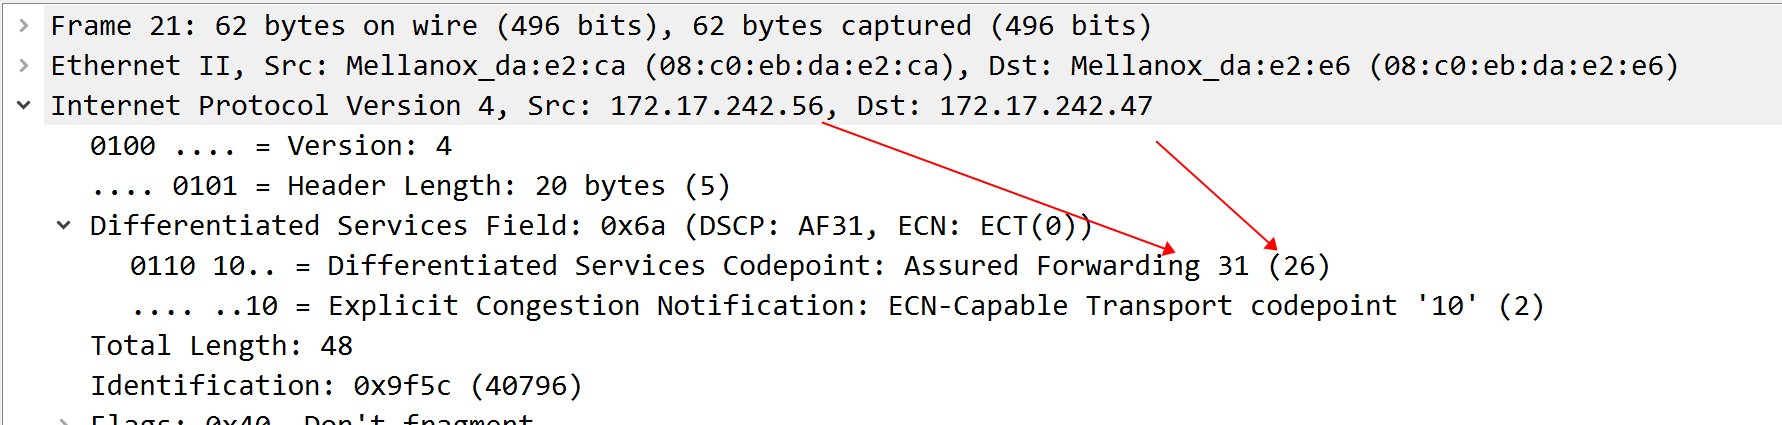 Frame 21: 62 bytes on wire (496 bits), 62 bytes captured (496 bits)
Ethernet II, Src: Mellanox_da:e2:ca (08:c0:eb:da:e2:ca), Dst: Mellanox_da:e2:e6 (08:c0:eb:da:e2:e6)
Internet Protocol Version 4, Src: 172.17.242.56, Dst: 172.17.242.47
0100 .... = Version: 4
.... 0101 = Header Length: 20 bytes (5)
Differentiated Services Field: 0x6a (DSCP: AF31, ECN: ECT(0))
0110 10.. = Differentiated Services Codepoint: Assured Forwarding 31 (26)
.... ..10 = Explicit Congestion Notification: ECN-Capable Transport codepoint '10' (2)
Total Length: 48
Identification: 0x9f5c (40796)
Flags: 0x40, Don't fragment